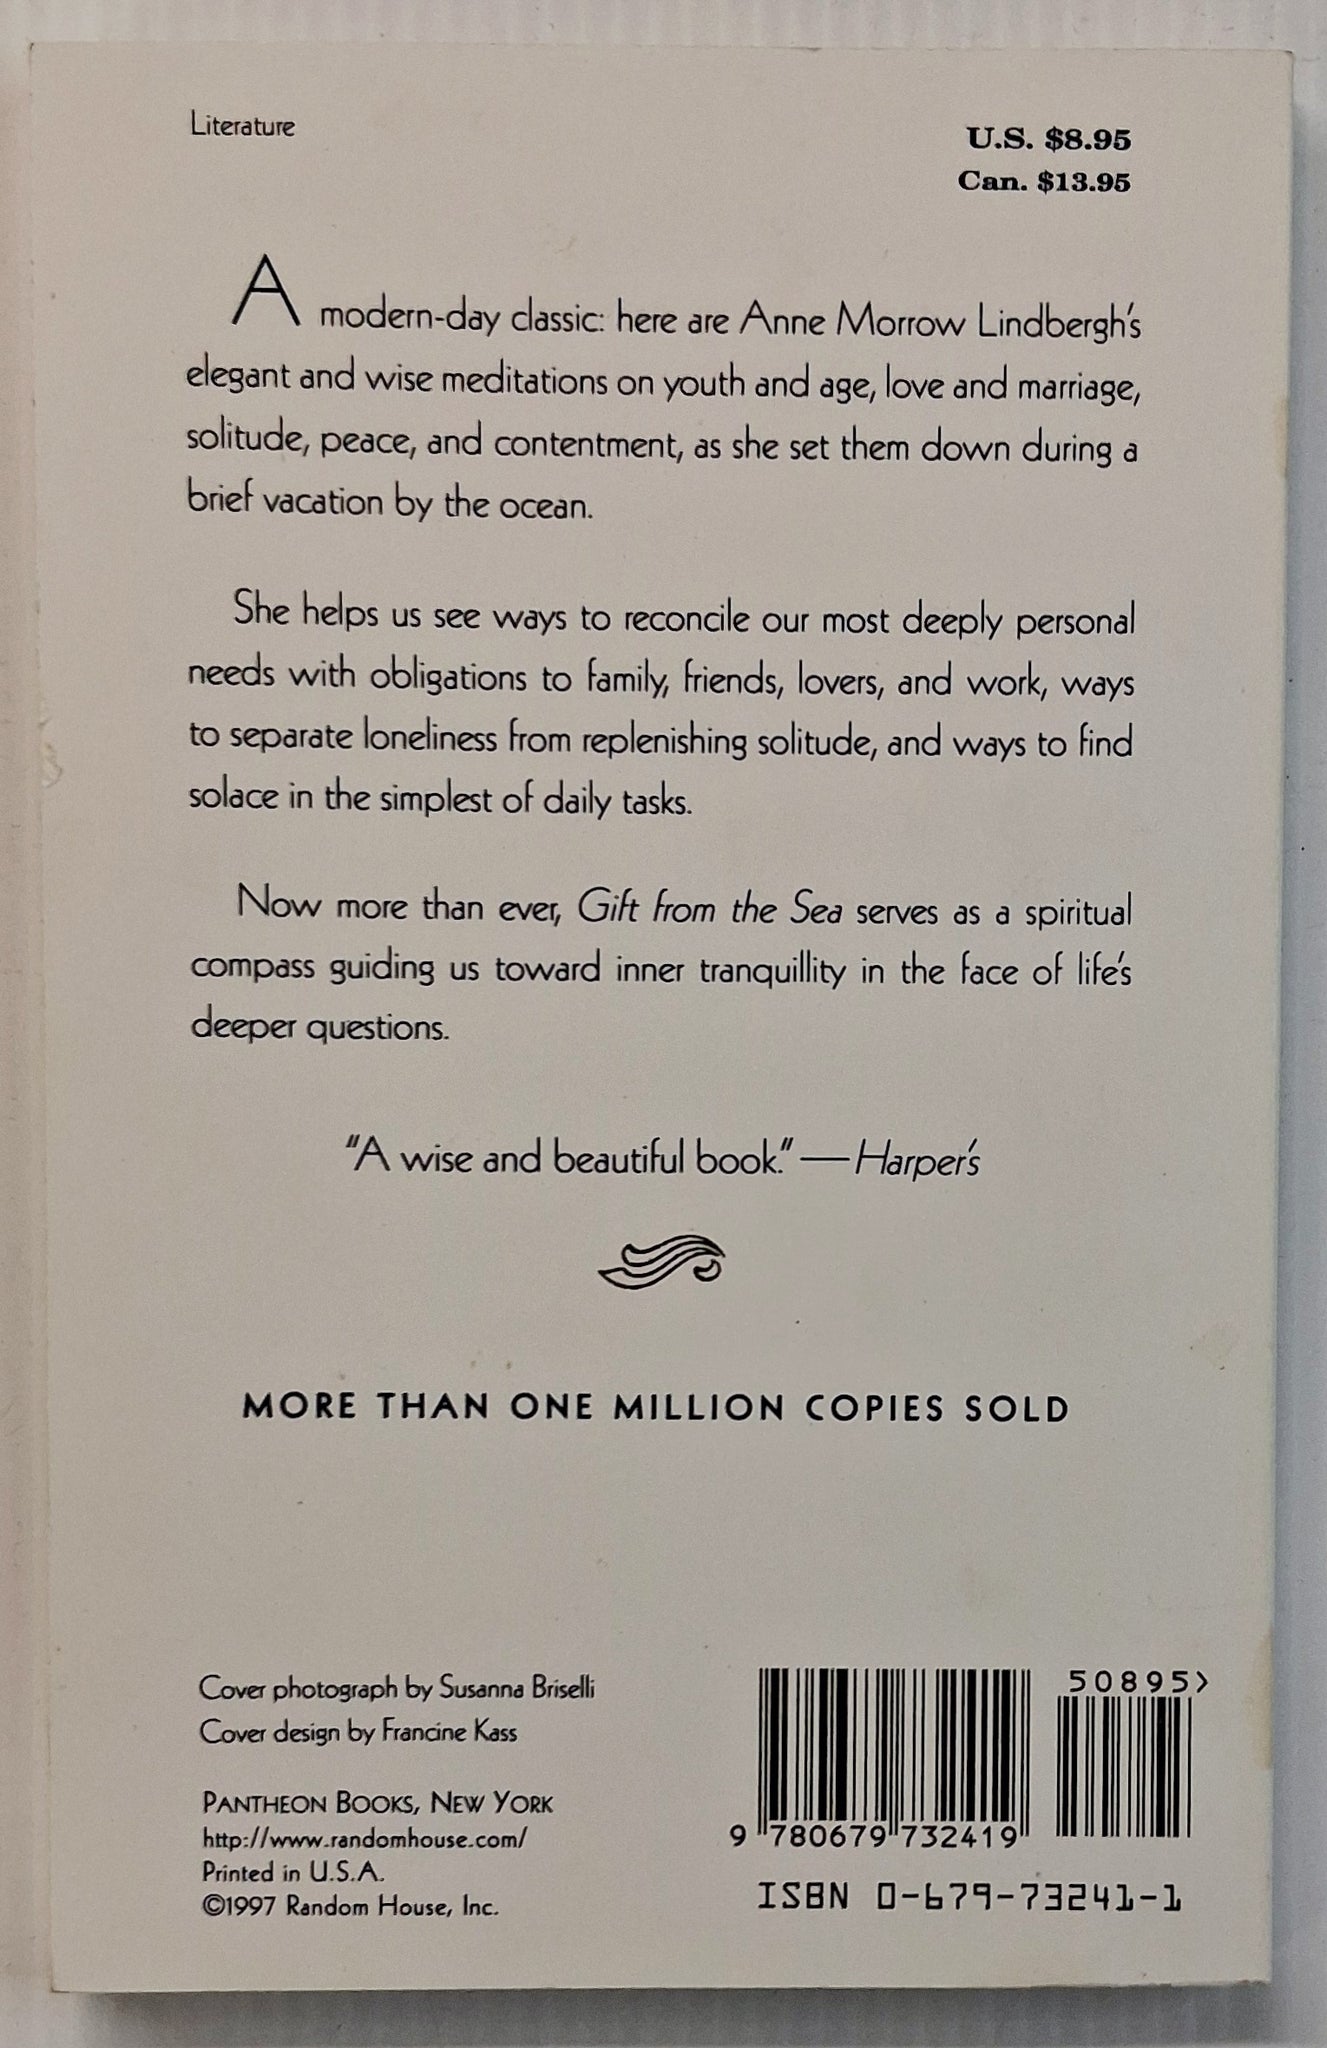 Literature
U.S. $8.95
Can. $13.95
A modern-day classic: here are Anne Morrow Lindbergh's
elegant and wise meditations on youth and age, love and marriage,
solitude, peace, and contentment, as she set them down during a
brief vacation by the ocean.
She helps us see ways to reconcile our most deeply personal
needs with obligations to family, friends, lovers, and work, ways
to separate loneliness from replenishing solitude, and ways to find
solace in the simplest of daily tasks.
Now more than ever, Gift from the Sea serves as a spiritual
compass guiding us toward inner tranquillity in the face of life's
deeper questions.
"A wise and beautiful book." —Harper's
MORE THAN ONE MILLION COPIES SOLD
Cover photograph by Susanna Briselli
Cover design by Francine Kass
PANTHEON BOOKS, NEW YORK
http://www.randomhouse.com/
Printed in U.S.A.
©1997 Random House, Inc.
50895>
9 780679 732419
ISBN 0-679-73241-1